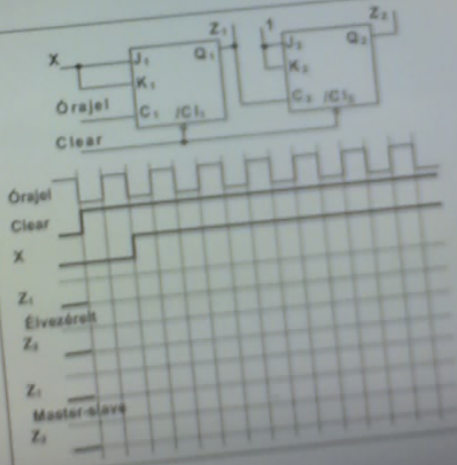 Z₁ 1 Z₂
X J₁ Q₁ J₂ Q₂
K₁ K₂
Órajel C₁ /Cl₁ C₂ /Cl₂
Clear
Órajel
Clear
X
Z₁
Élvezérelt
Z₂
Z₁
Master-slave
Z₂